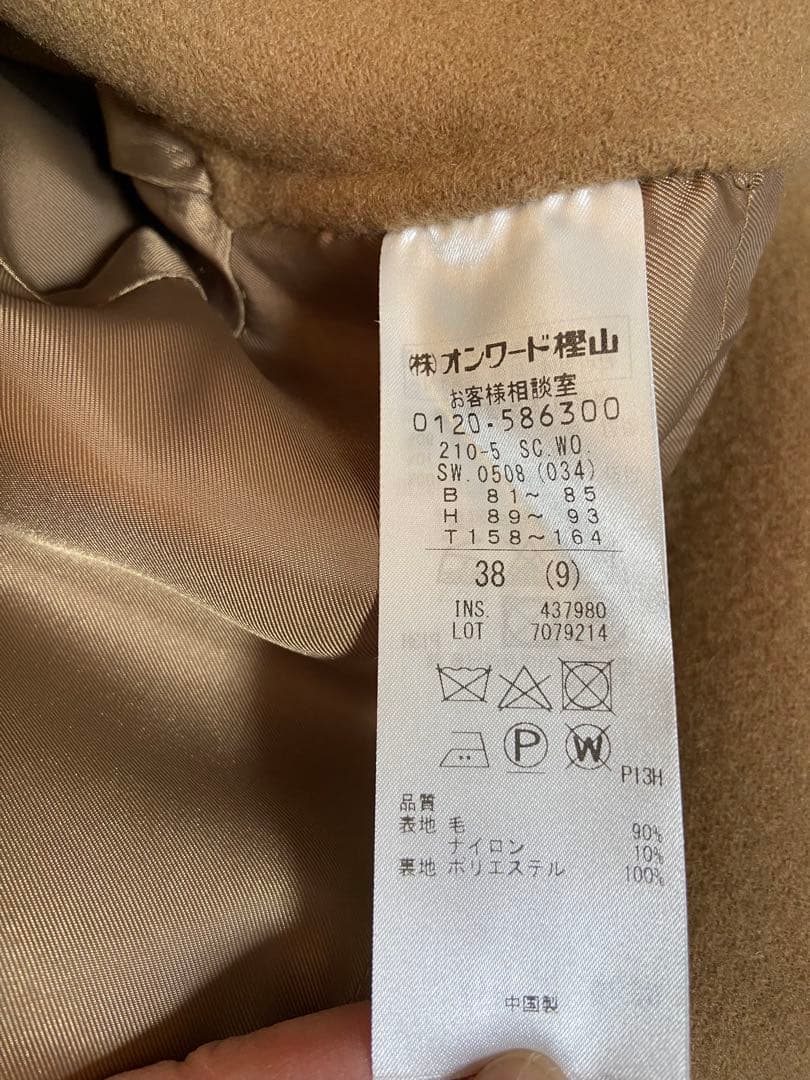 (株)オンワード樫山
お客様相談室
0120-586300
210-5 SC.WO.
SW.0508(034)
B 81～ 85
H 89～ 93
T158～164
38 (9)
INS. 437980
LOT 7079214
P W P13H
品質
表地 毛 90%
ナイロン 10%
裏地 ポリエステル 100%
中国製